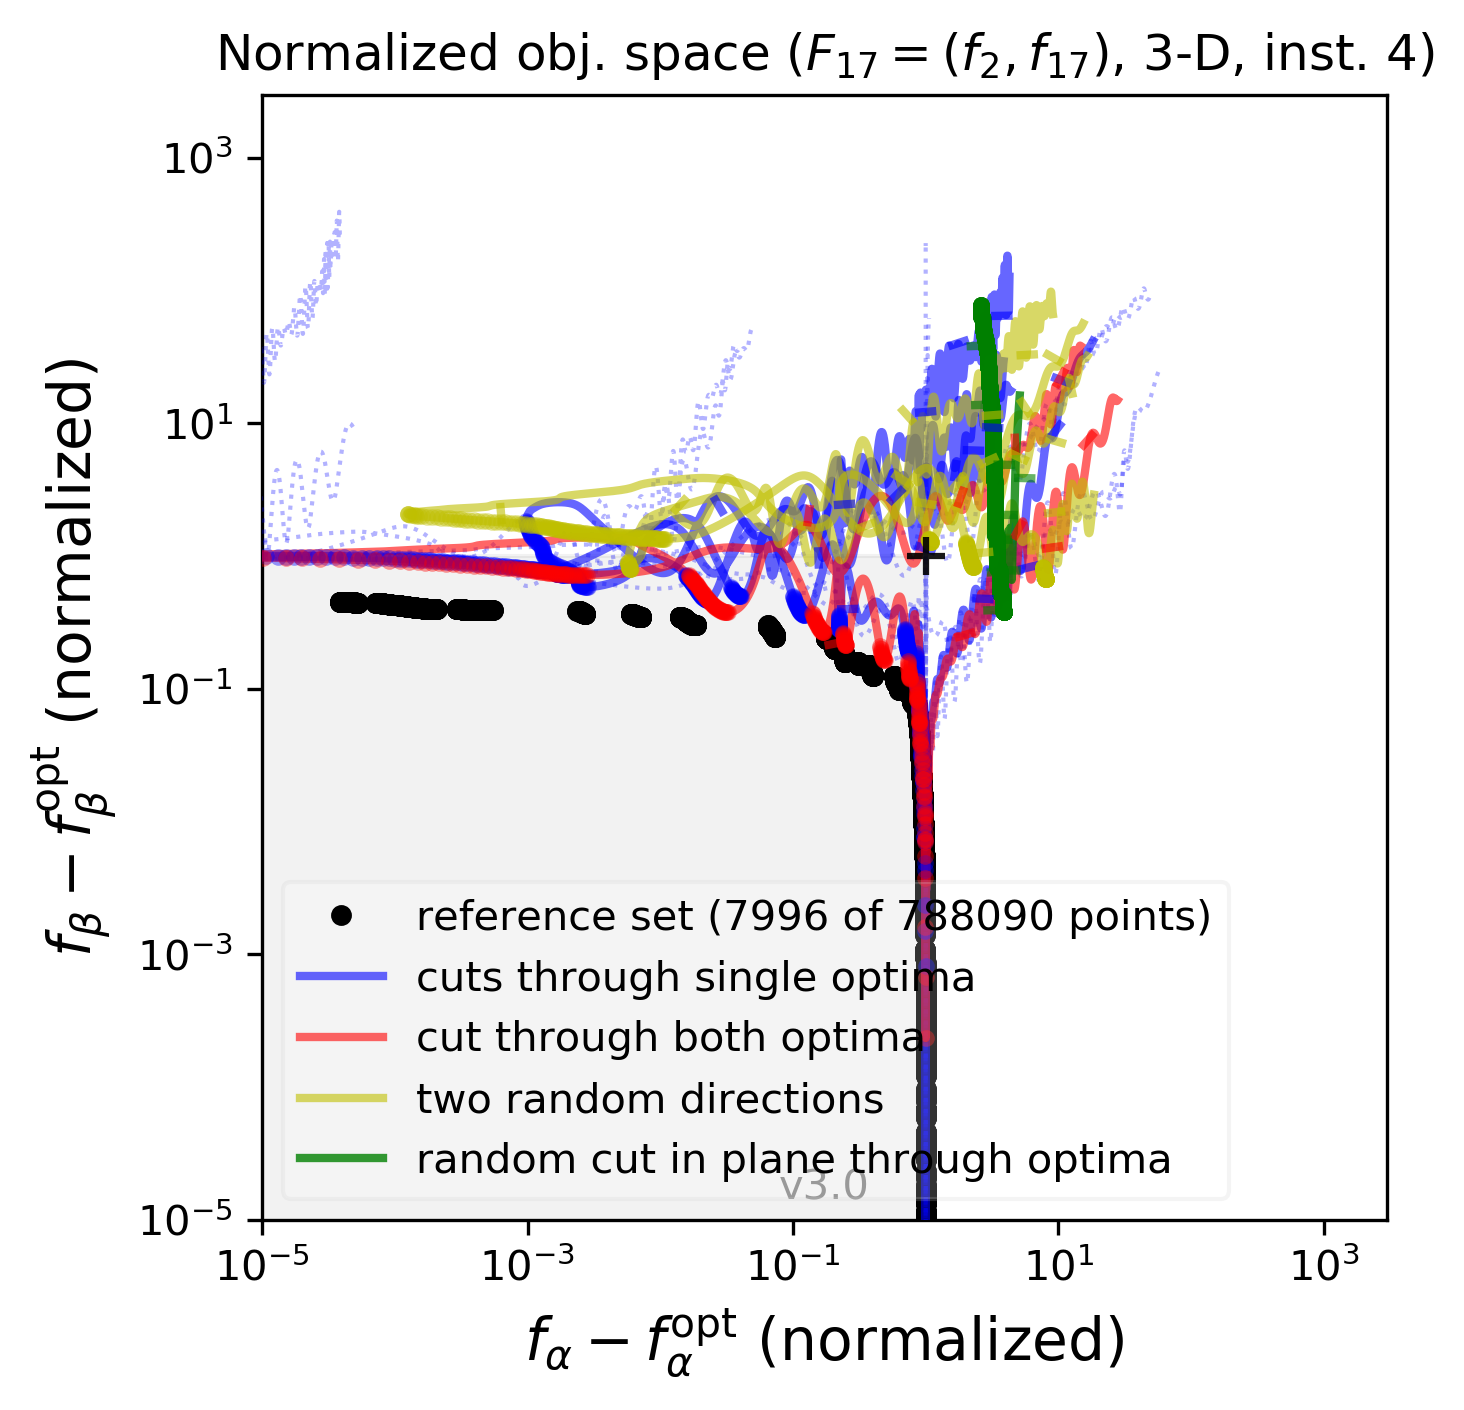 Normalized obj. space (F₁₇ = (f₂, f₁₇), 3-D, inst. 4)
10³
10¹
10⁻¹
10⁻³
10⁻⁵
f_β − f_β^opt (normalized)
reference set (7996 of 788090 points)
cuts through single optima
cut through both optima
two random directions
random cut in plane through optima
v3.0
10⁻⁵ 10⁻³ 10⁻¹ 10¹ 10³
f_α − f_α^opt (normalized)